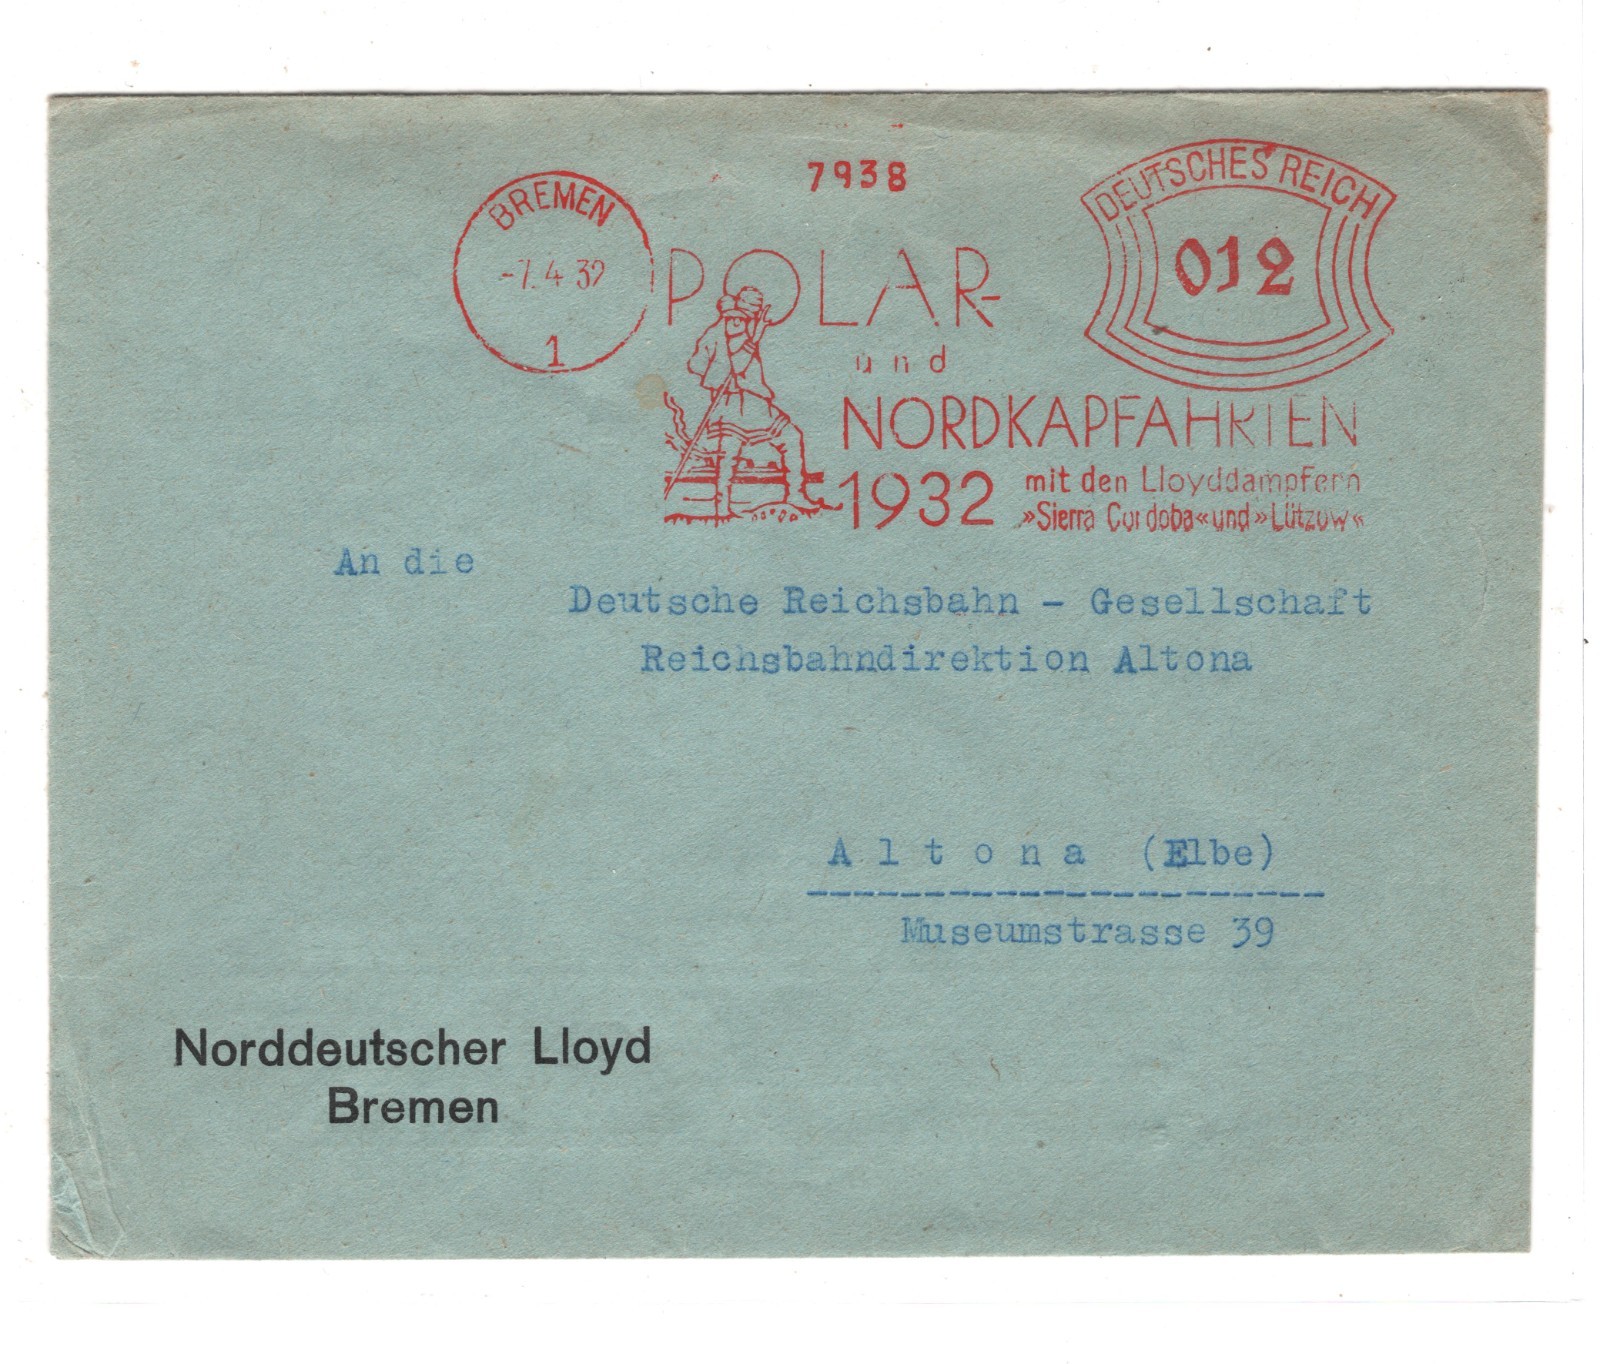 7938
BREMEN
-7.4 32
1
DEUTSCHES REICH
012
POLAR-
und
NORDKAPFAHRTEN
1932 mit den Lloyddampfern
»Sierra Cordoba« und »Lützow«
An die
Deutsche Reichsbahn - Gesellschaft
Reichsbahndirektion Altona
Altona (Elbe)
Museumstrasse 39
Norddeutscher Lloyd
Bremen